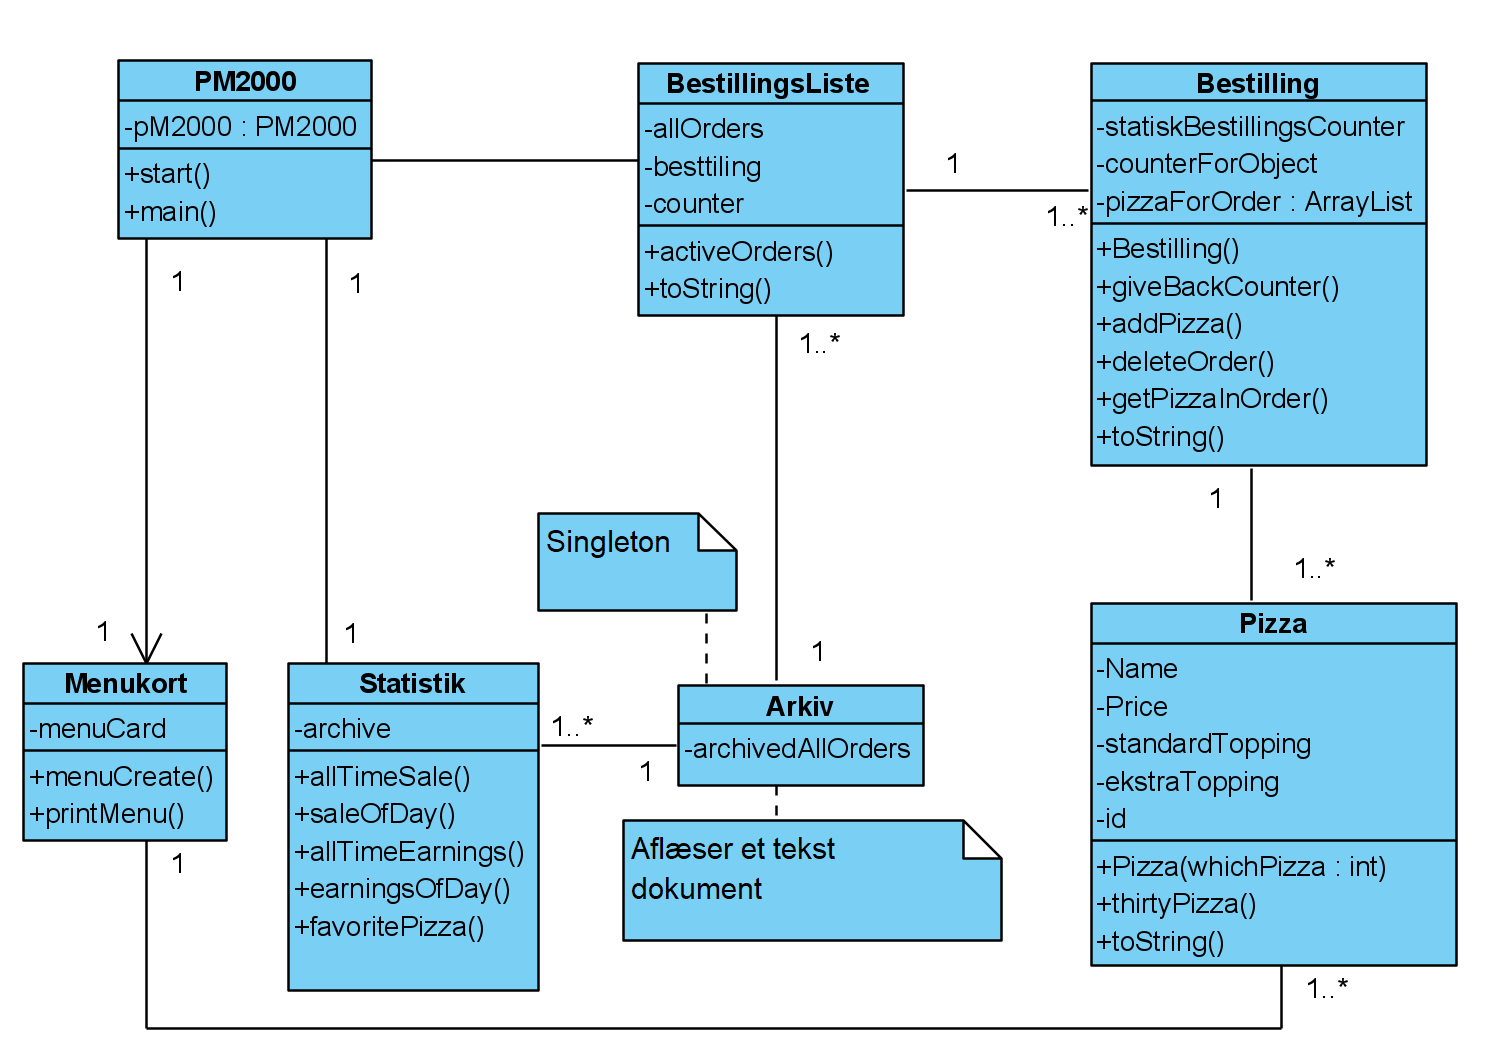 PM2000
-pM2000 : PM2000
+start()
+main()
BestillingsListe
-allOrders
-besttiling
-counter
+activeOrders()
+toString()
1
1..*
Bestilling
-statiskBestillingsCounter
-counterForObject
-pizzaForOrder : ArrayList
+Bestilling()
+giveBackCounter()
+addPizza()
+deleteOrder()
+getPizzaInOrder()
+toString()
1
1
1..*
1
1..*
Singleton
1
1
1
Menukort
-menuCard
+menuCreate()
+printMenu()
1
Statistik
-archive
+allTimeSale()
+saleOfDay()
+allTimeEarnings()
+earningsOfDay()
+favoritePizza()
1..*
1
Arkiv
-archivedAllOrders
Aflæser et tekst
dokument
Pizza
-Name
-Price
-standardTopping
-ekstraTopping
-id
+Pizza(whichPizza : int)
+thirtyPizza()
+toString()
1..*